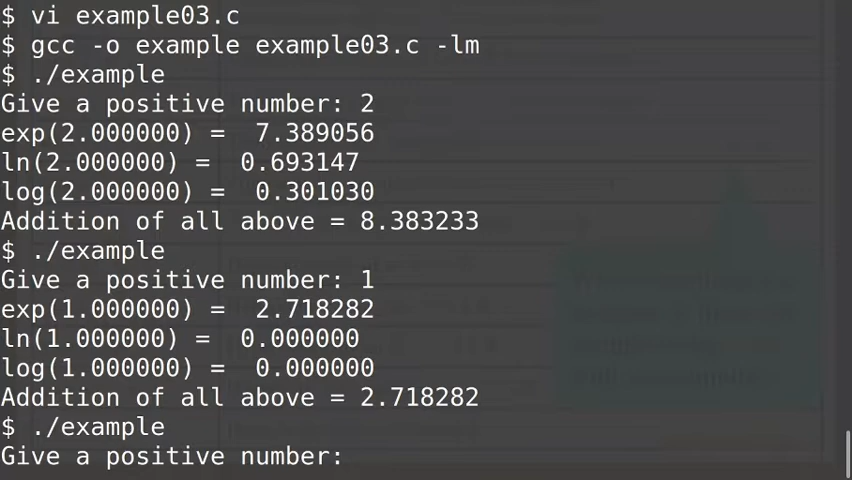 $ vi example03.c
$ gcc -o example example03.c -lm
$ ./example
Give a positive number: 2
exp(2.000000) =  7.389056
ln(2.000000) =  0.693147
log(2.000000) =  0.301030
Addition of all above = 8.383233
$ ./example
Give a positive number: 1
exp(1.000000) =  2.718282
ln(1.000000) =  0.000000
log(1.000000) =  0.000000
Addition of all above = 2.718282
$ ./example
Give a positive number: